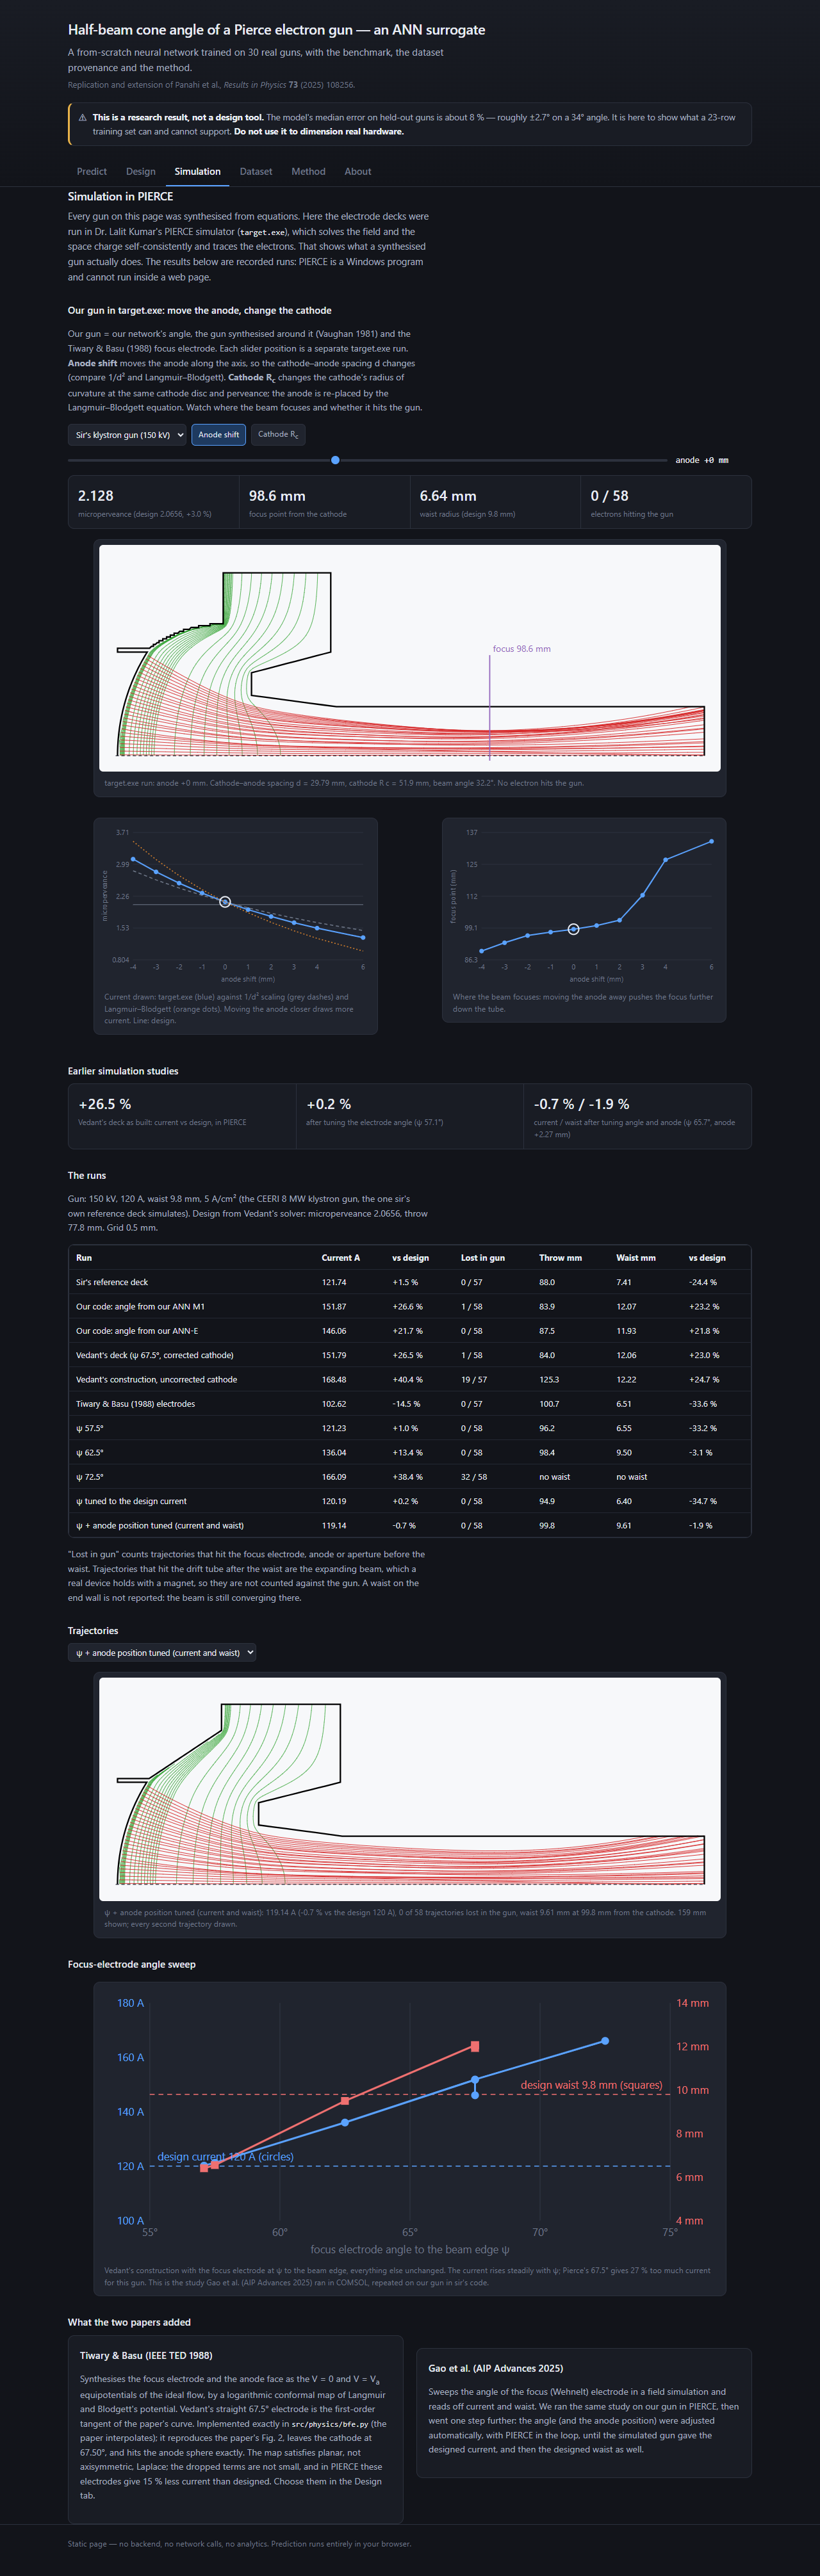 Half-beam cone angle of a Pierce electron gun — an ANN surrogate
A from-scratch neural network trained on 30 real guns, with the benchmark, the dataset
provenance and the method.
Replication and extension of Panahi et al., Results in Physics 73 (2025) 108256.
⚠ This is a research result, not a design tool. The model's median error on held-out guns is about 8 % — roughly ±2.7° on a 34° angle. It is here to show what a 23-row
training set can and cannot support. Do not use it to dimension real hardware.
Predict Design Simulation Dataset Method About
Simulation in PIERCE
Every gun on this page was synthesised from equations. Here the electrode decks were
run in Dr. Lalit Kumar's PIERCE simulator (target.exe), which solves the field and the
space charge self-consistently and traces the electrons. That shows what a synthesised
gun actually does. The results below are recorded runs: PIERCE is a Windows program
and cannot run inside a web page.
Our gun in target.exe: move the anode, change the cathode
Our gun = our network's angle, the gun synthesised around it (Vaughan 1981) and the
Tiwary & Basu (1988) focus electrode. Each slider position is a separate target.exe run.
Anode shift moves the anode along the axis, so the cathode–anode spacing d changes
(compare 1/d² and Langmuir–Blodgett). Cathode Rc changes the cathode's radius of
curvature at the same cathode disc and perveance; the anode is re-placed by the
Langmuir–Blodgett equation. Watch where the beam focuses and whether it hits the gun.
Sir's klystron gun (150 kV) Anode shift Cathode Rc
anode +0 mm
2.128 98.6 mm 6.64 mm 0 / 58
microperveance (design 2.0656, +3.0 %) focus point from the cathode waist radius (design 9.8 mm) electrons hitting the gun
focus 98.6 mm
target.exe run: anode +0 mm. Cathode–anode spacing d = 29.79 mm, cathode R c = 51.9 mm, beam angle 32.2°. No electron hits the gun.
3.71
2.99
2.26
1.53
0.804
microperveance
-4 -3 -2 -1 0 1 2 3 4 6
anode shift (mm)
Current drawn: target.exe (blue) against 1/d² scaling (grey dashes) and
Langmuir–Blodgett (orange dots). Moving the anode closer draws more
current. Line: design.
137
125
112
99.1
86.3
focus point (mm)
-4 -3 -2 -1 0 1 2 3 4 6
anode shift (mm)
Where the beam focuses: moving the anode away pushes the focus further
down the tube.
Earlier simulation studies
+26.5 % +0.2 % -0.7 % / -1.9 %
Vedant's deck as built: current vs design, in PIERCE after tuning the electrode angle (ψ 57.1°) current / waist after tuning angle and anode (ψ 65.7°, anode
+2.27 mm)
The runs
Gun: 150 kV, 120 A, waist 9.8 mm, 5 A/cm² (the CEERI 8 MW klystron gun, the one sir's
own reference deck simulates). Design from Vedant's solver: microperveance 2.0656, throw
77.8 mm. Grid 0.5 mm.
Run Current A vs design Lost in gun Throw mm Waist mm vs design
Sir's reference deck 121.74 +1.5 % 0 / 57 88.0 7.41 -24.4 %
Our code: angle from our ANN M1 151.87 +26.6 % 1 / 58 83.9 12.07 +23.2 %
Our code: angle from our ANN-E 146.06 +21.7 % 0 / 58 87.5 11.93 +21.8 %
Vedant's deck (ψ 67.5°, corrected cathode) 151.79 +26.5 % 1 / 58 84.0 12.06 +23.0 %
Vedant's construction, uncorrected cathode 168.48 +40.4 % 19 / 57 125.3 12.22 +24.7 %
Tiwary & Basu (1988) electrodes 102.62 -14.5 % 0 / 57 100.7 6.51 -33.6 %
ψ 57.5° 121.23 +1.0 % 0 / 58 96.2 6.55 -33.2 %
ψ 62.5° 136.04 +13.4 % 0 / 58 98.4 9.50 -3.1 %
ψ 72.5° 166.09 +38.4 % 32 / 58 no waist no waist
ψ tuned to the design current 120.19 +0.2 % 0 / 58 94.9 6.40 -34.7 %
ψ + anode position tuned (current and waist) 119.14 -0.7 % 0 / 58 99.8 9.61 -1.9 %
"Lost in gun" counts trajectories that hit the focus electrode, anode or aperture before the
waist. Trajectories that hit the drift tube after the waist are the expanding beam, which a
real device holds with a magnet, so they are not counted against the gun. A waist on the
end wall is not reported: the beam is still converging there.
Trajectories
ψ + anode position tuned (current and waist)
ψ + anode position tuned (current and waist): 119.14 A (-0.7 % vs the design 120 A), 0 of 58 trajectories lost in the gun, waist 9.61 mm at 99.8 mm from the cathode. 159 mm
shown; every second trajectory drawn.
Focus-electrode angle sweep
180 A
160 A
140 A
120 A
100 A
14 mm
12 mm
10 mm
8 mm
6 mm
4 mm
design waist 9.8 mm (squares)
design current 120 A (circles)
55° 60° 65° 70° 75°
focus electrode angle to the beam edge ψ
Vedant's construction with the focus electrode at ψ to the beam edge, everything else unchanged. The current rises steadily with ψ; Pierce's 67.5° gives 27 % too much current
for this gun. This is the study Gao et al. (AIP Advances 2025) ran in COMSOL, repeated on our gun in sir's code.
What the two papers added
Tiwary & Basu (IEEE TED 1988)
Synthesises the focus electrode and the anode face as the V = 0 and V = Va
equipotentials of the ideal flow, by a logarithmic conformal map of Langmuir
and Blodgett's potential. Vedant's straight 67.5° electrode is the first-order
tangent of the paper's curve. Implemented exactly in src/physics/bfe.py (the
paper interpolates); it reproduces the paper's Fig. 2, leaves the cathode at
67.50°, and hits the anode sphere exactly. The map satisfies planar, not
axisymmetric, Laplace; the dropped terms are not small, and in PIERCE these
electrodes give 15 % less current than designed. Choose them in the Design
tab.
Gao et al. (AIP Advances 2025)
Sweeps the angle of the focus (Wehnelt) electrode in a field simulation and
reads off current and waist. We ran the same study on our gun in PIERCE, then
went one step further: the angle (and the anode position) were adjusted
automatically, with PIERCE in the loop, until the simulated gun gave the
designed current, and then the designed waist as well.
Static page — no backend, no network calls, no analytics. Prediction runs entirely in your browser.